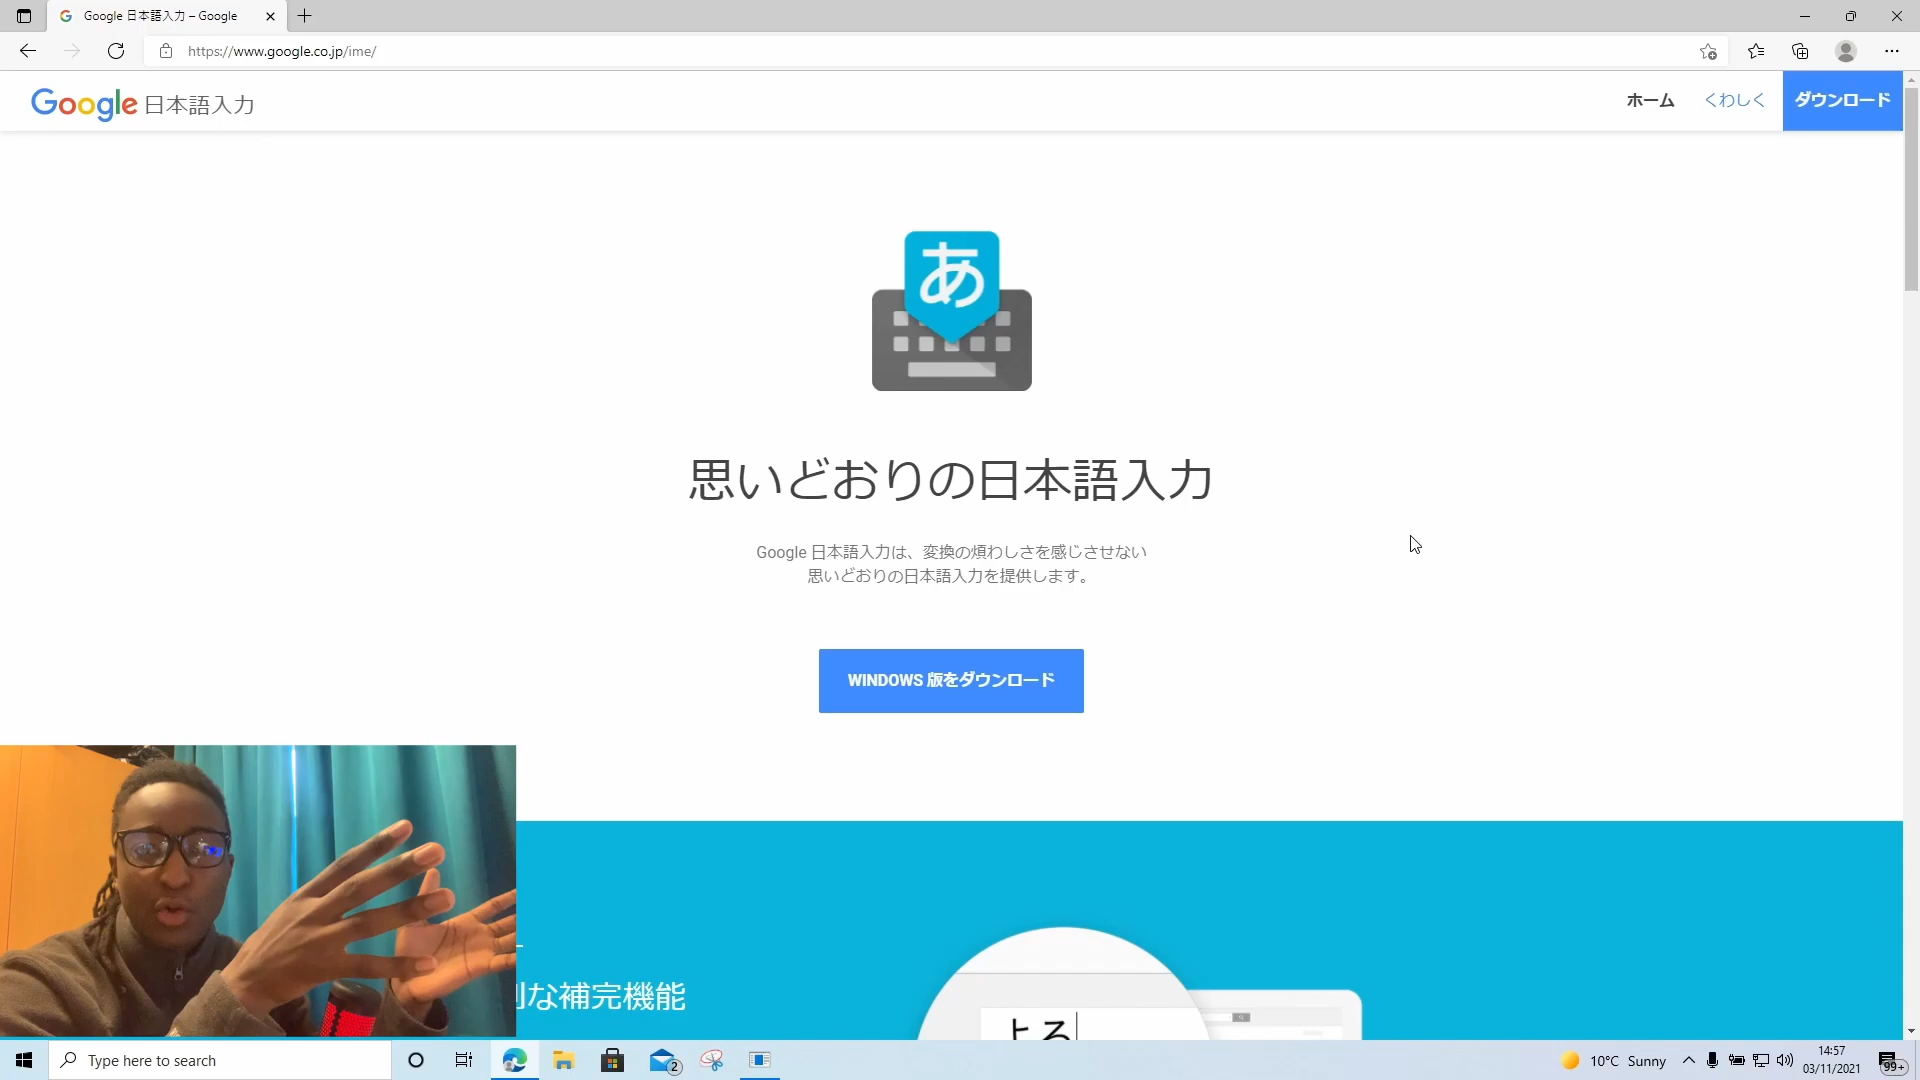 Google 日本語入力 – Google
https://www.google.co.jp/ime/
Google 日本語入力
ホーム
くわしく
ダウンロード
あ
思いどおりの日本語入力
Google 日本語入力は、変換の煩わしさを感じさせない
思いどおりの日本語入力を提供します。
WINDOWS 版をダウンロード
な補完機能
よろ
Type here to search
2
10°C Sunny
14:57
03/11/2021
99+